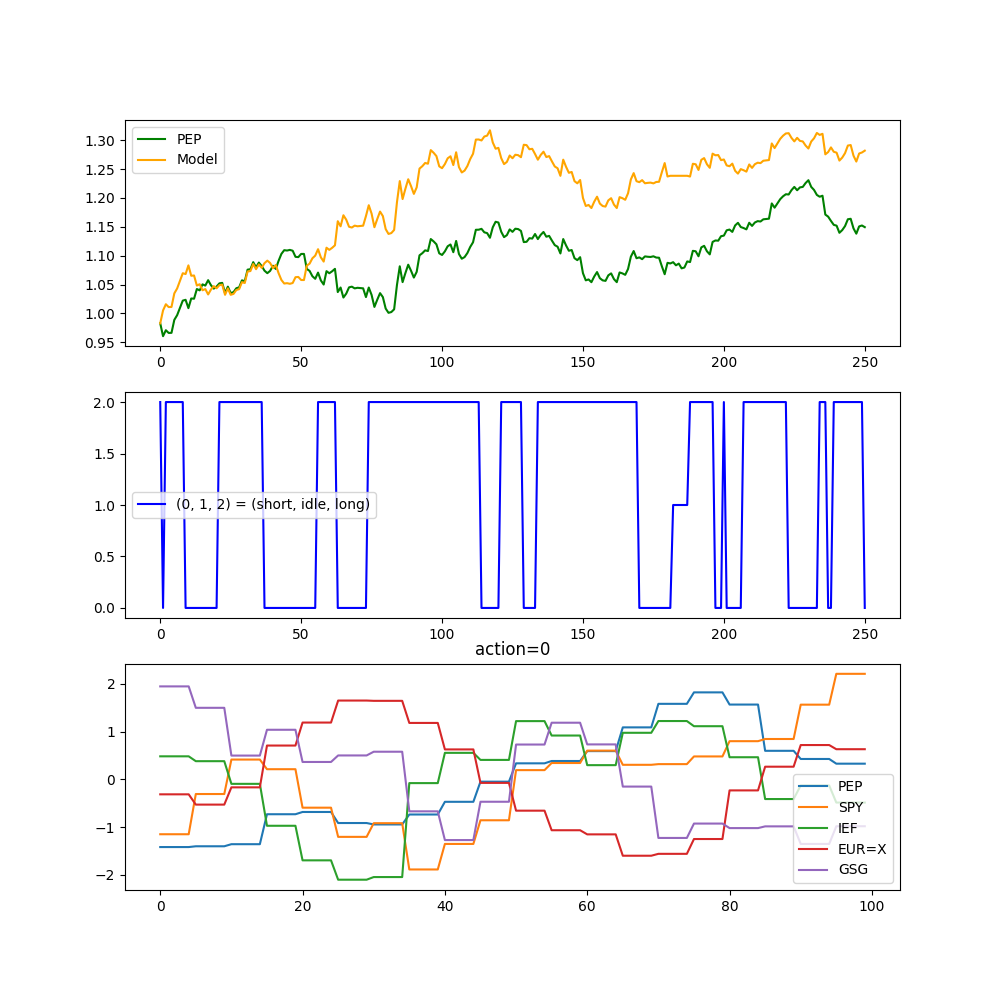 1.30
1.25
1.20
1.15
1.10
1.05
1.00
0.95
PEP
Model
0 50 100 150 200 250
2.0
1.5
1.0
0.5
0.0
(0, 1, 2) = (short, idle, long)
0 50 100 150 200 250
action=0
2
1
0
−1
−2
PEP
SPY
IEF
EUR=X
GSG
0 20 40 60 80 100